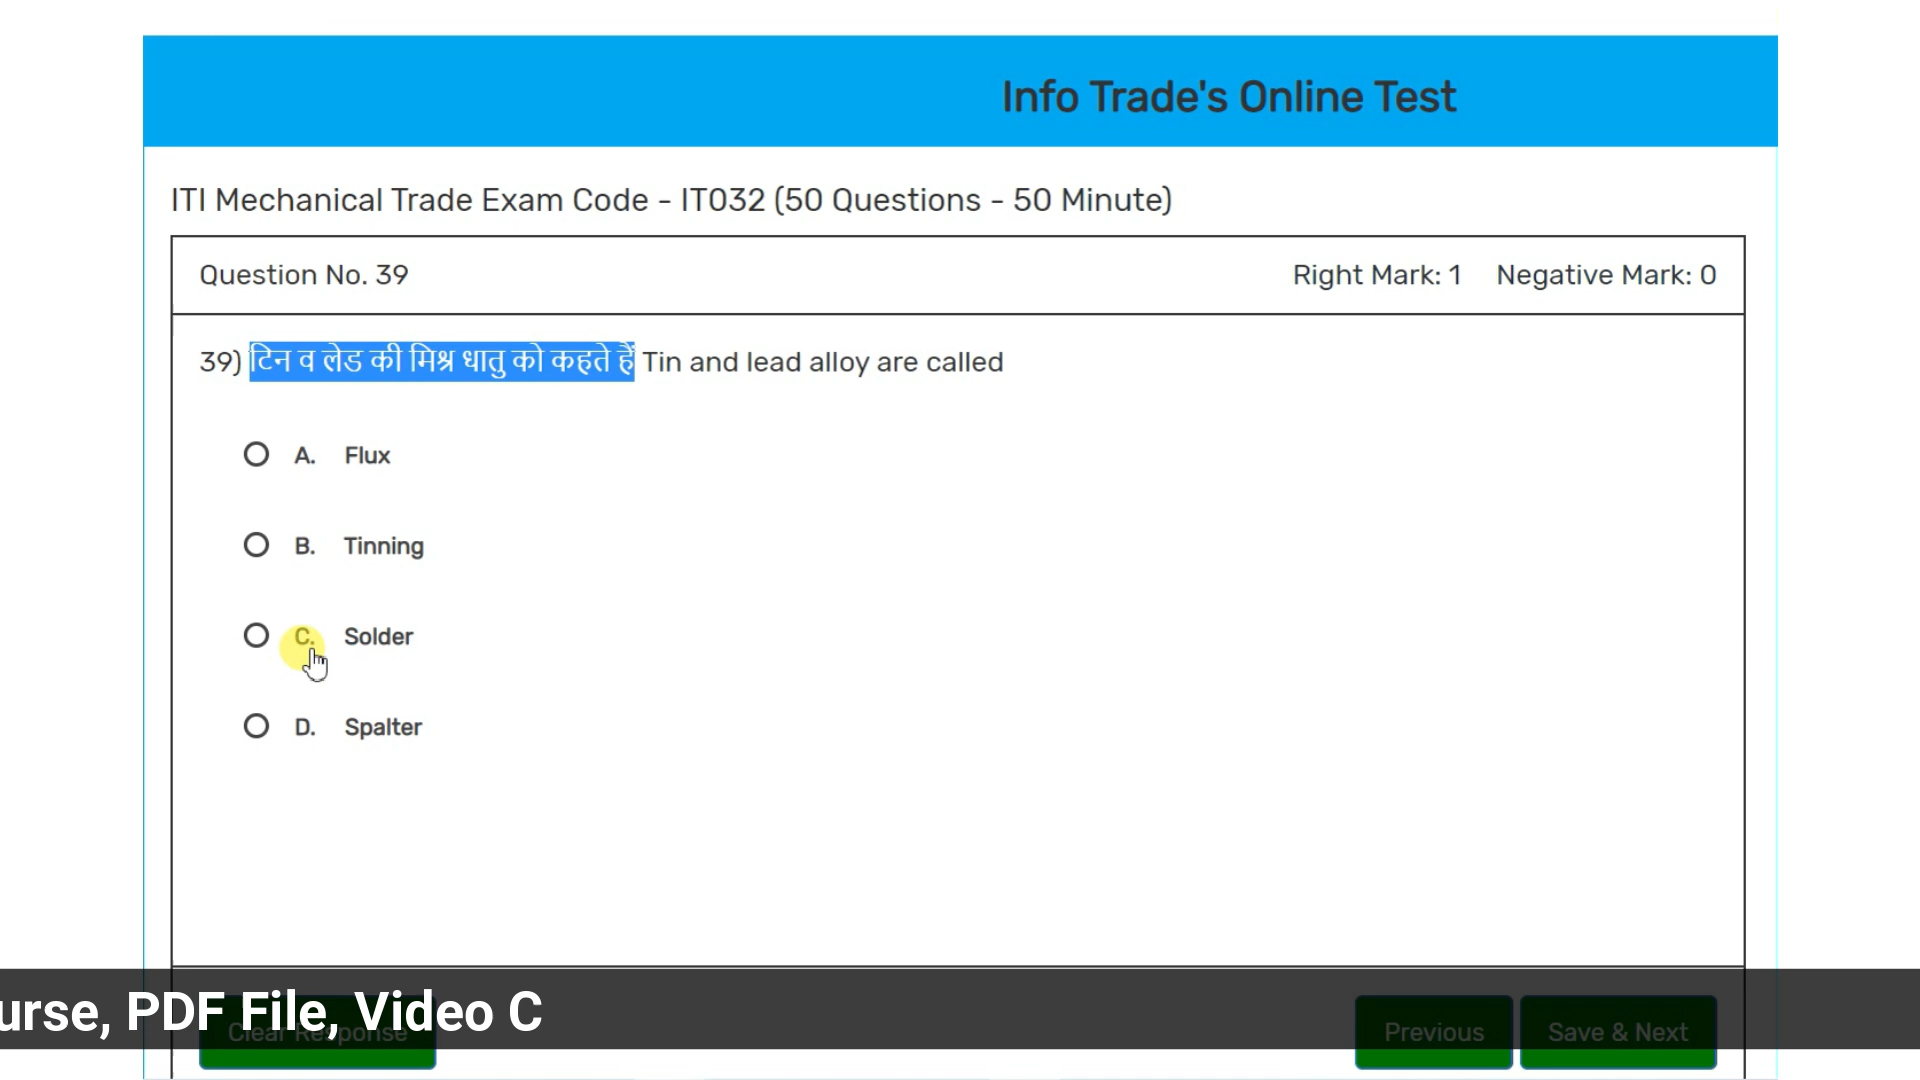 Info Trade's Online Test
ITI Mechanical Trade Exam Code - IT032 (50 Questions - 50 Minute)
Question No. 39 Right Mark: 1 Negative Mark: 0
39) टिन व लेड की मिश्र धातु को कहते हैं Tin and lead alloy are called
A. Flux
B. Tinning
C. Solder
D. Spalter
urse, PDF File, Video C
Clear Response Previous Save & Next